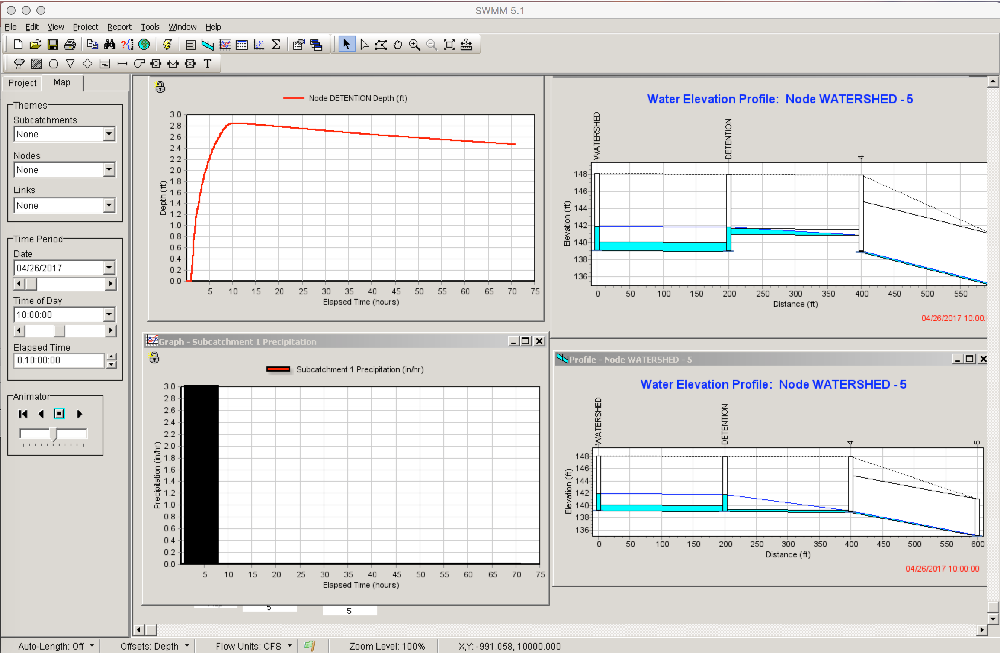 SWMM 5.1
File Edit View Project Report Tools Window Help
T
Project Map
Themes
Subcatchments
None
Nodes
None
Links
None
Time Period
Date
04/26/2017
Time of Day
10:00:00
Elapsed Time
0.10:00:00
Animator
Node DETENTION Depth (ft)
3.0
2.8
2.6
2.4
2.2
2.0
1.8
1.6
1.4
1.2
1.0
0.8
0.6
0.4
0.2
0.0
Depth (ft)
5 10 15 20 25 30 35 40 45 50 55 60 65 70 75
Elapsed Time (hours)
Water Elevation Profile: Node WATERSHED - 5
WATERSHED
DETENTION
4
148
146
144
142
140
138
136
Elevation (ft)
0 50 100 150 200 250 300 350 400 450 500 550
Distance (ft)
04/26/2017 10:00:
Graph - Subcatchment 1 Precipitation
Subcatchment 1 Precipitation (in/hr)
3.0
2.8
2.6
2.4
2.2
2.0
1.8
1.6
1.4
1.2
1.0
0.8
0.6
0.4
0.2
0.0
Precipitation (in/hr)
5 10 15 20 25 30 35 40 45 50 55 60 65 70 75
Elapsed Time (hours)
5
5
Profile - Node WATERSHED - 5
Water Elevation Profile: Node WATERSHED - 5
WATERSHED
DETENTION
4
5
148
146
144
142
140
138
136
Elevation (ft)
0 50 100 150 200 250 300 350 400 450 500 550 600
Distance (ft)
04/26/2017 10:00:00
Auto-Length: Off Offsets: Depth Flow Units: CFS Zoom Level: 100% X,Y: -991.058, 10000.000